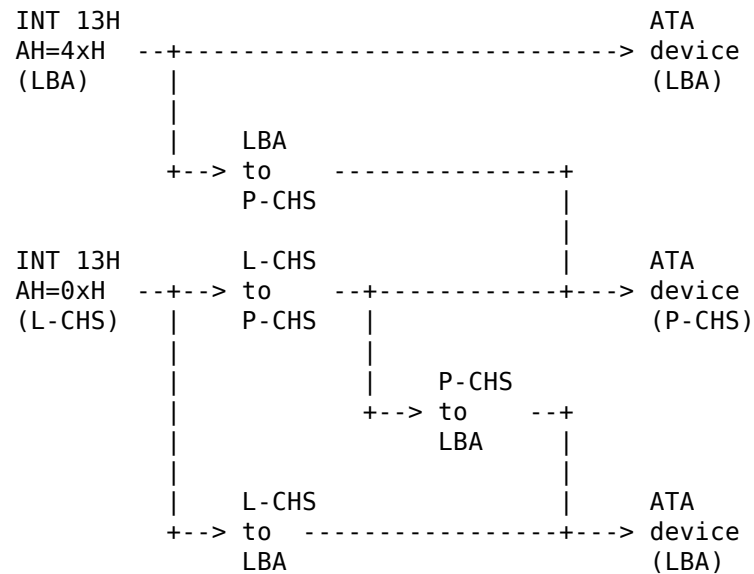 INT 13H                                  ATA
AH=4xH  --+-----------------------------> device
(LBA)     |                              (LBA)
          |
          |    LBA
          +--> to  ---------------+
               P-CHS              |
                                  |
INT 13H        L-CHS              |      ATA
AH=0xH  --+--> to    --+----------+---> device
(L-CHS)   |    P-CHS   |                 (P-CHS)
          |            |
          |            |    P-CHS
          |            +--> to    --+
          |                 LBA     |
          |                         |
          |    L-CHS                |    ATA
          +--> to  -----------------+---> device
               LBA                       (LBA)